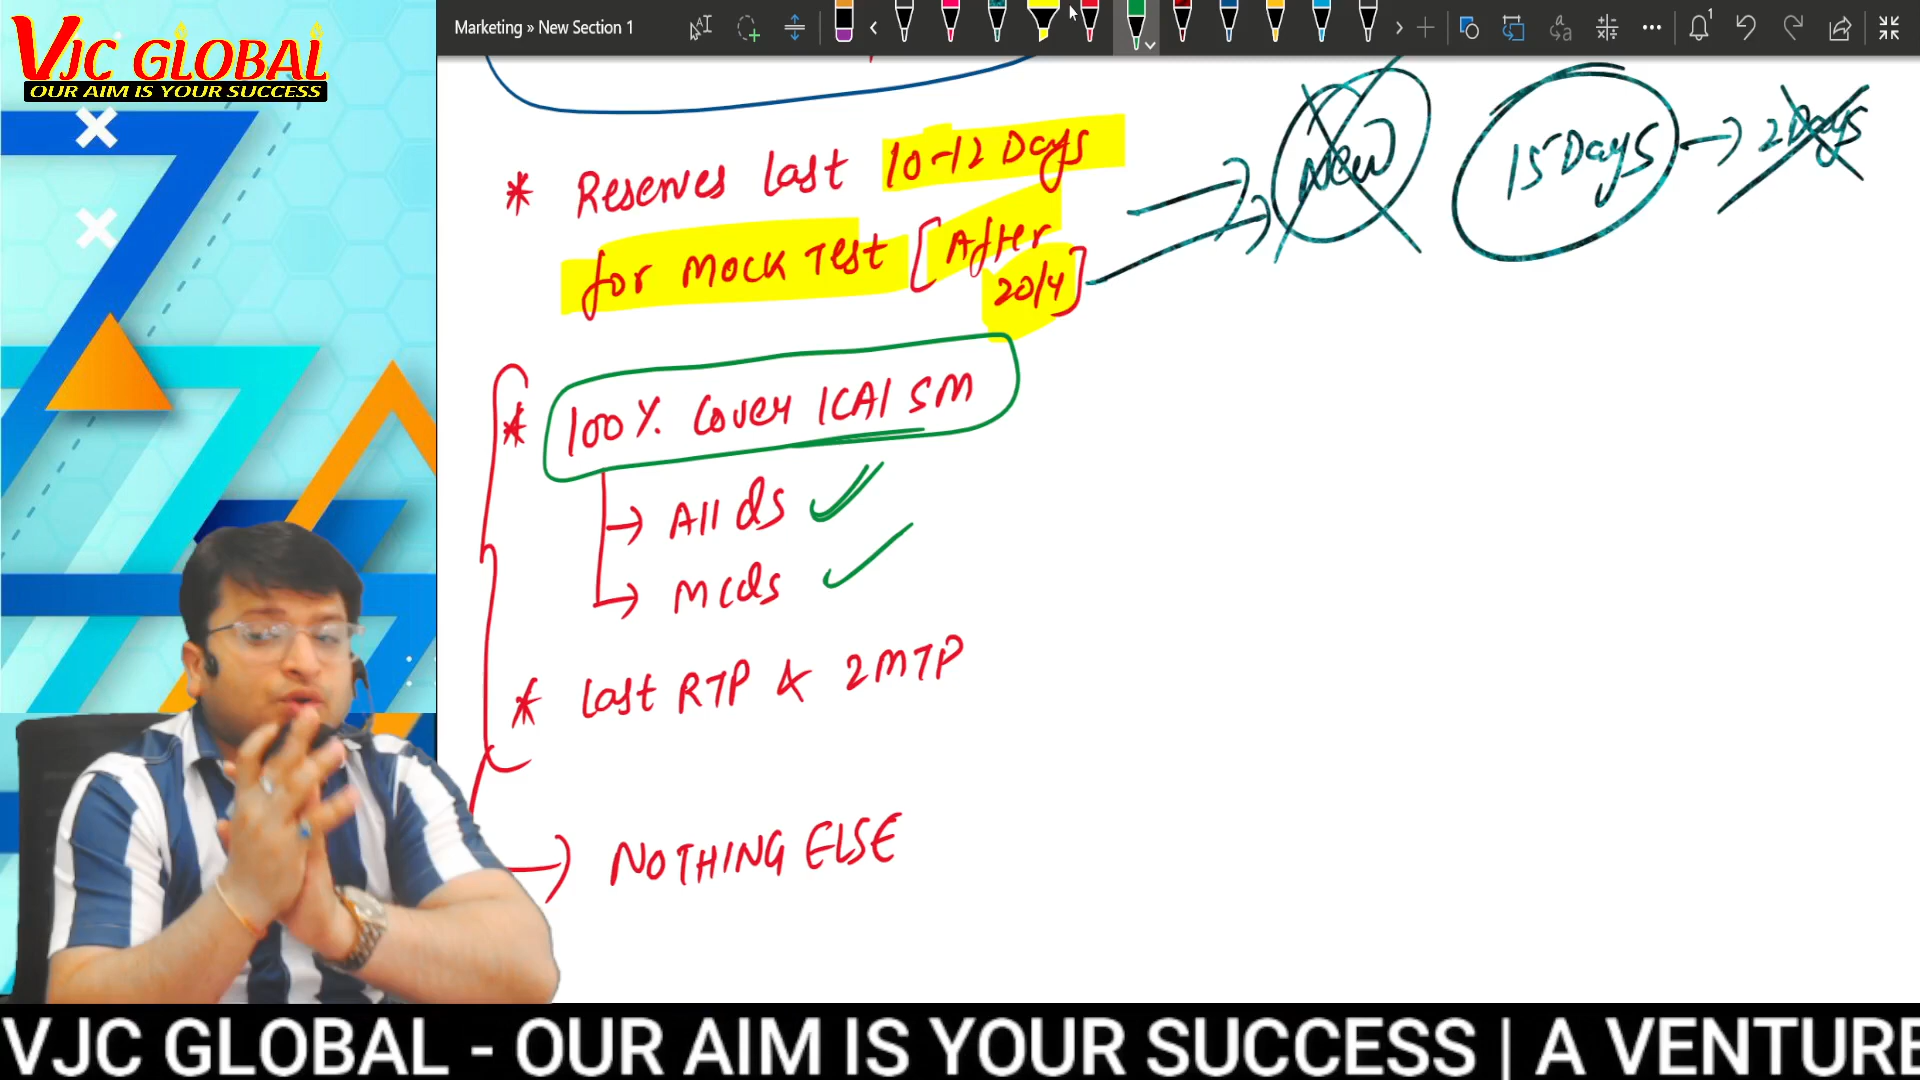 VJC GLOBAL
OUR AIM IS YOUR SUCCESS
Marketing » New Section 1
* Reserves last 10-12 Days
for Mock Test [After
20/4]
New
15 Days → 2 Days
* 100% Cover ICAI SM
→ All Qs
→ MCQs
* Last RTP & 2 MTP
→ NOTHING ELSE
VJC GLOBAL - OUR AIM IS YOUR SUCCESS | A VENTURE